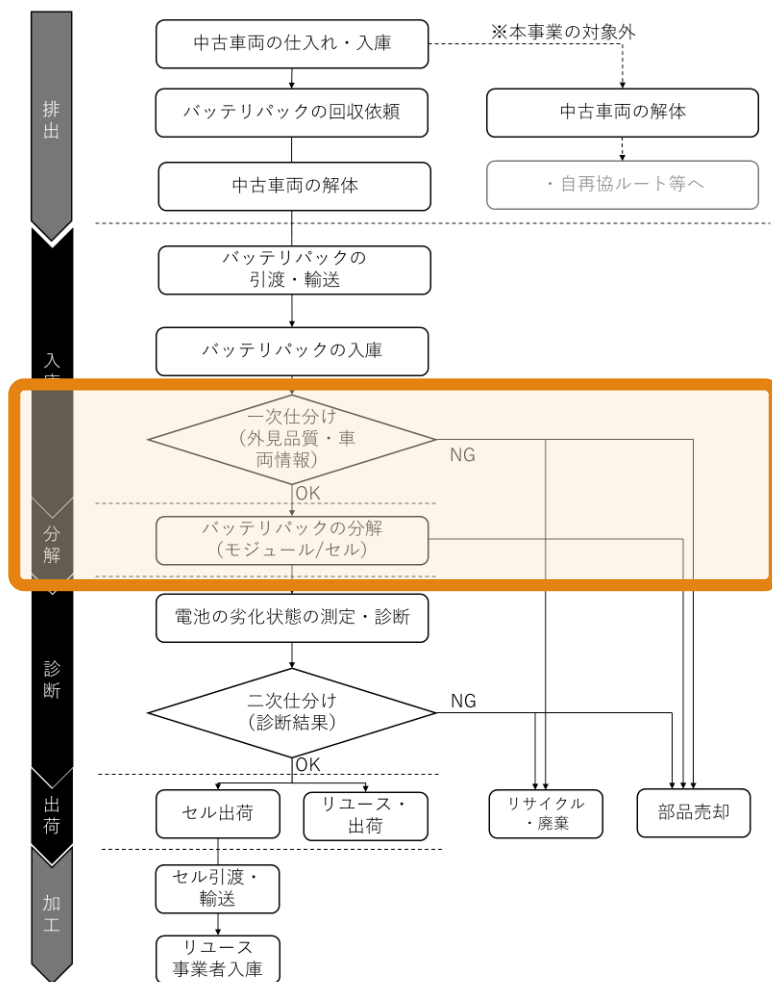 中古車両の仕入れ・入庫
※本事業の対象外
排出
バッテリパックの回収依頼
中古車両の解体
中古車両の解体
・自再協ルート等へ
バッテリパックの
引渡・輸送
バッテリパックの入庫
入庫
一次仕分け
(外見品質・車
両情報)
NG
OK
分解
バッテリパックの分解
(モジュール/セル)
電池の劣化状態の測定・診断
診断
二次仕分け
(診断結果)
NG
OK
出荷
セル出荷
リユース・
出荷
リサイクル
・廃棄
部品売却
加工
セル引渡・
輸送
リユース
事業者入庫